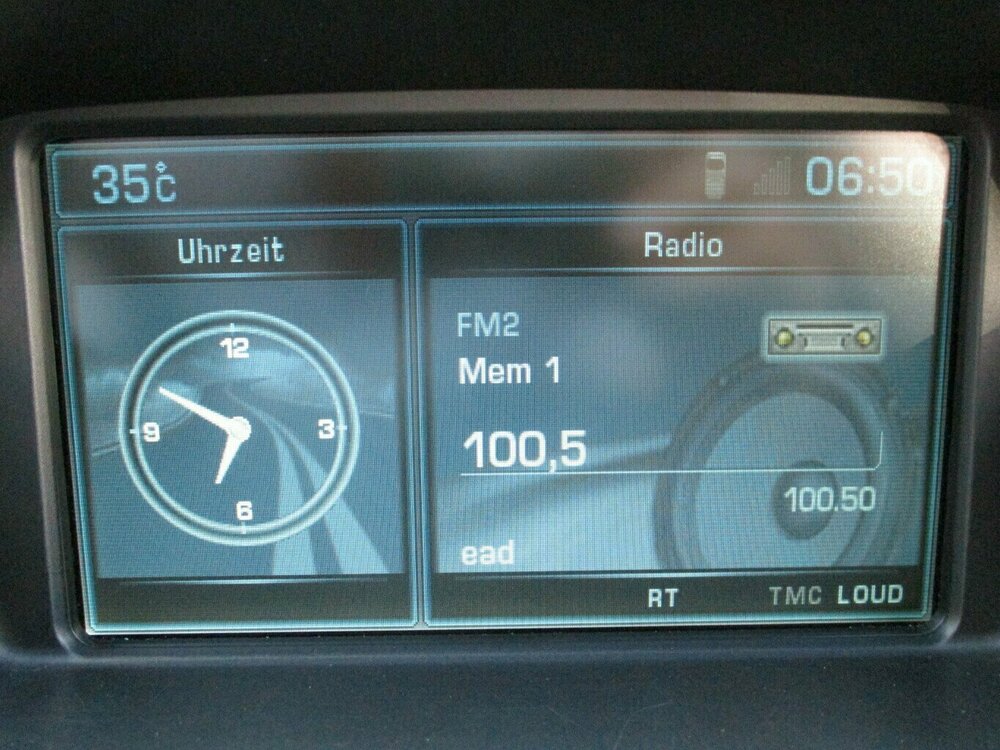 35°C 06:50
Uhrzeit
12
9 3
6
Radio
FM2
Mem 1
100,5
100.50
ead
RT TMC LOUD